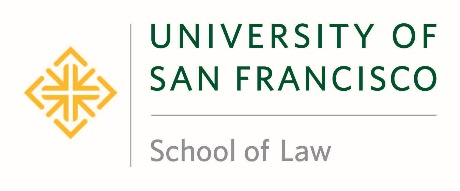 UNIVERSITY OF
SAN FRANCISCO
School of Law